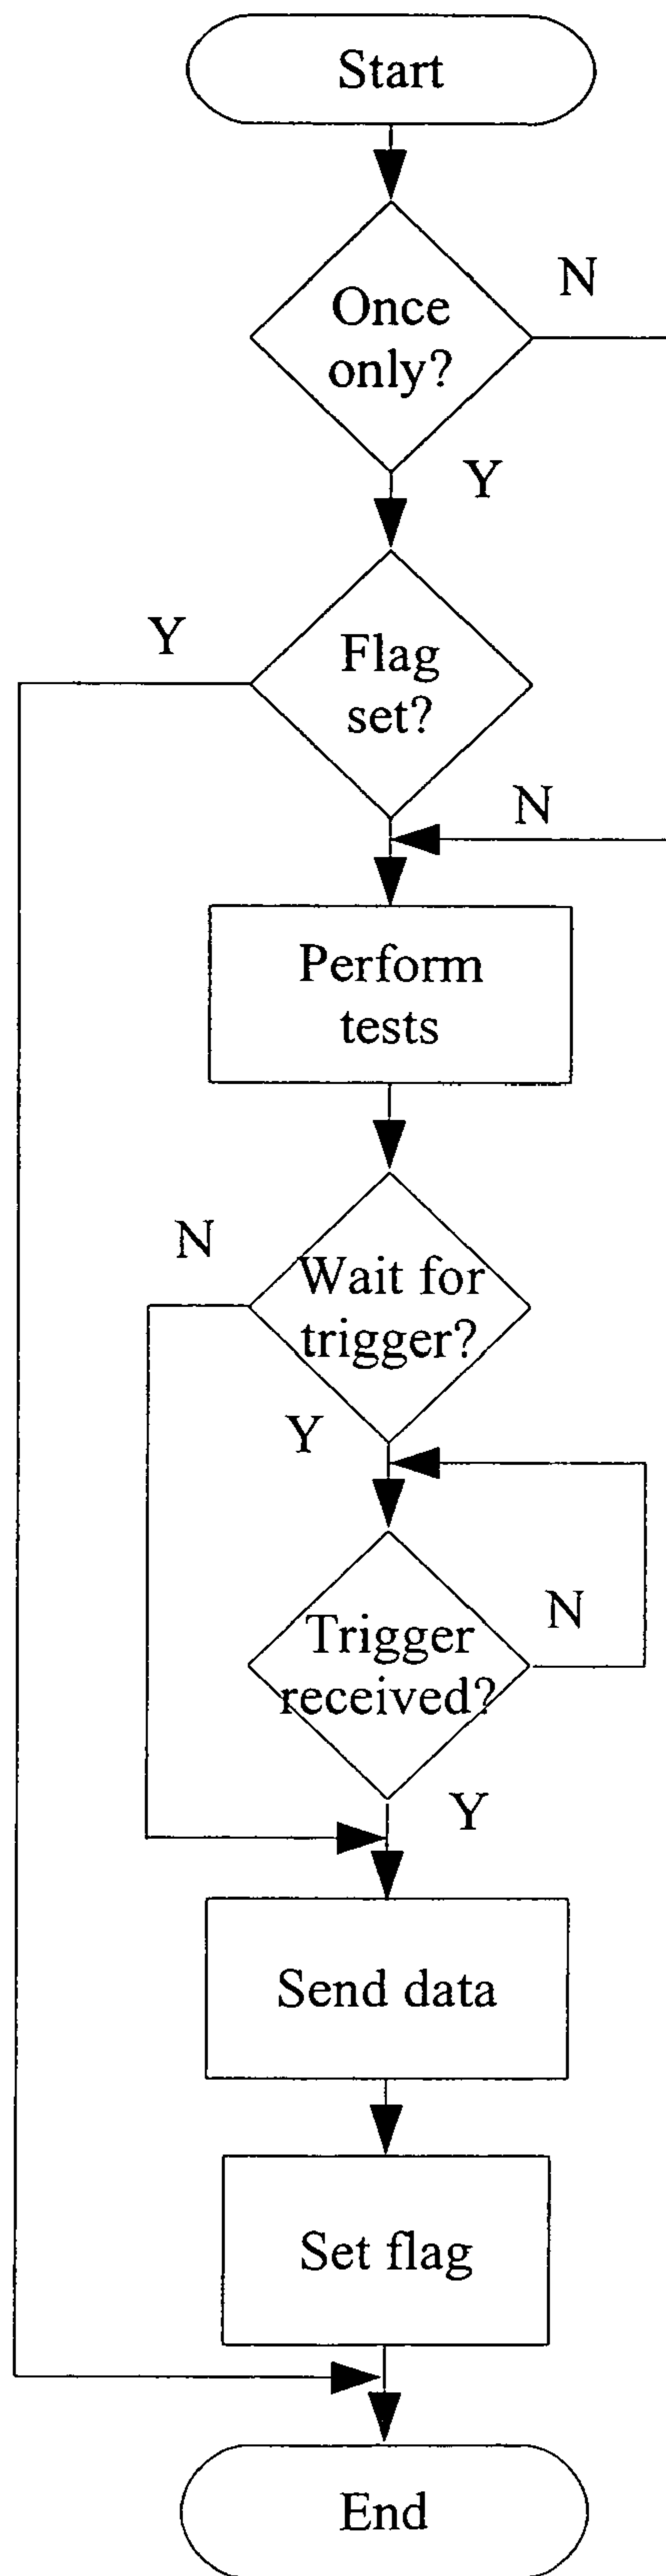 Start
N
Once
only?
Y
Y
Flag
set?
N
Perform
tests
N
Wait for
trigger?
Y
N
Trigger
received?
Y
Send data
Set flag
End